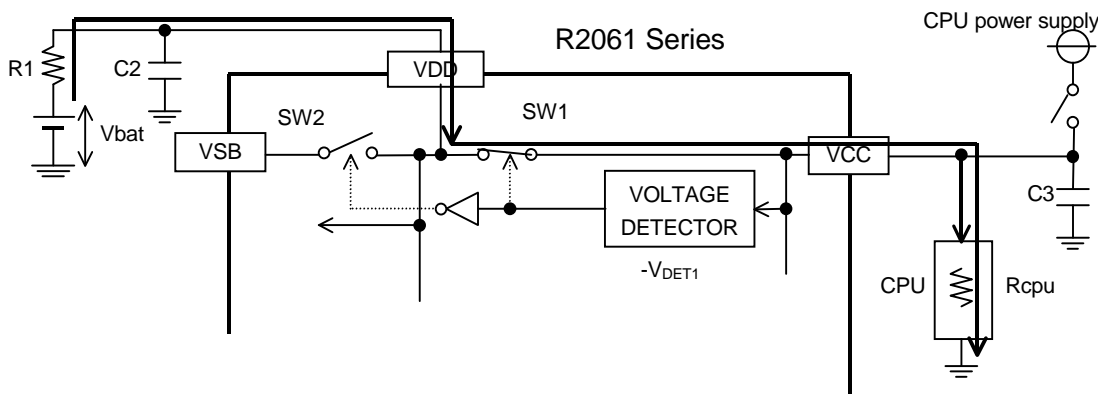 CPU power supply
R2061 Series
R1
C2
VDD
Vbat
SW2
SW1
VSB
VCC
VOLTAGE
DETECTOR
-VDET1
C3
CPU
Rcpu